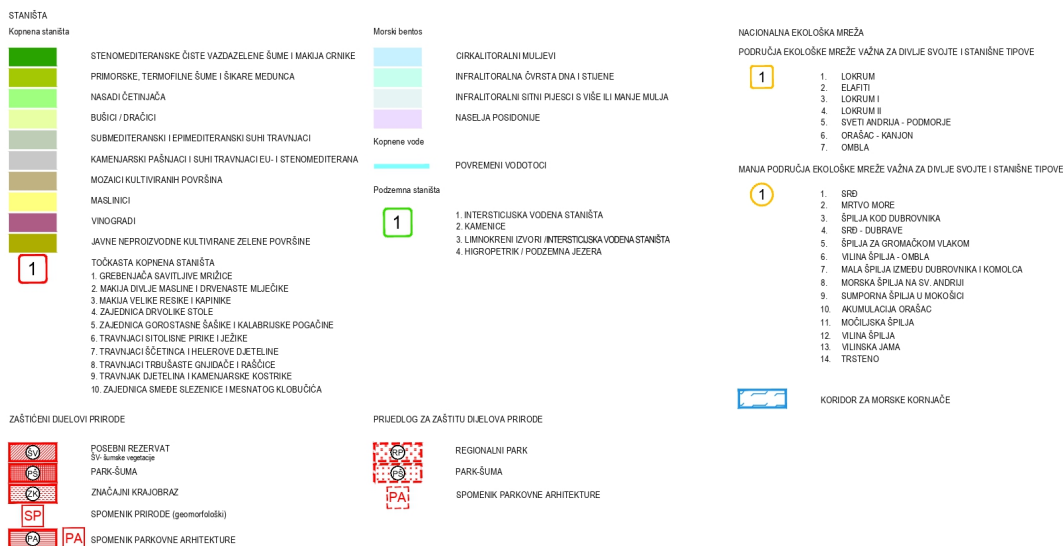 STANIŠTA
Kopnena staništa
STENOMEDITERANSKE ČISTE VAZDAZELENE ŠUME I MAKIJA CRNIKE
PRIMORSKE, TERMOFILNE ŠUME I ŠIKARE MEDUNCA
NASADI ČETINJAČA
BUŠICI / DRAČICI
SUBMEDITERANSKI I EPIMEDITERANSKI SUHI TRAVNJACI
KAMENJARSKI PAŠNJACI I SUHI TRAVNJACI EU- I STENOMEDITERANA
MOZAICI KULTIVIRANIH POVRŠINA
MASLINICI
VINOGRADI
JAVNE NEPROIZVODNE KULTIVIRANE ZELENE POVRŠINE
1
TOČKASTA KOPNENA STANIŠTA
1. GREBENJAČA SAVITLJIVE MRIŽICE
2. MAKIJA DIVLJE MASLINE I DRVENASTE MLJEČIKE
3. MAKIJA VELIKE RESIKE I KAPINIKE
4. ZAJEDNICA DRVOLIKE STOLE
5. ZAJEDNICA GOROSTASNE ŠAŠIKE I KALABRIJSKE POGAČINE
6. TRAVNJACI SITOLISNE PIRIKE I JEŽIKE
7. TRAVNJACI ŠČETINCA I HELEROVE DJETELINE
8. TRAVNJACI TRBUŠASTE GNJIDAČE I RAŠČICE
9. TRAVNJAK DJETELINA I KAMENJARSKE KOSTRIKE
10. ZAJEDNICA SMEĐE SLEZENICE I MESNATOG KLOBUČIĆA
Morski bentos
CIRKALITORALNI MULJEVI
INFRALITORALNA ČVRSTA DNA I STIJENE
INFRALITORALNI SITNI PIJESCI S VIŠE ILI MANJE MULJA
NASELJA POSIDONIJE
Kopnene vode
POVREMENI VODOTOCI
Podzemna staništa
1
1. INTERSTICIJSKA VODENA STANIŠTA
2. KAMENICE
3. LIMNOKRENI IZVORI /INTERSTICIJSKA VODENA STANIŠTA
4. HIGROPETRIK / PODZEMNA JEZERA
NACIONALNA EKOLOŠKA MREŽA
PODRUČJA EKOLOŠKE MREŽE VAŽNA ZA DIVLJE SVOJTE I STANIŠNE TIPOVE
1
1. LOKRUM
2. ELAFITI
3. LOKRUM I
4. LOKRUM II
5. SVETI ANDRIJA - PODMORJE
6. ORAŠAC - KANJON
7. OMBLA
MANJA PODRUČJA EKOLOŠKE MREŽE VAŽNA ZA DIVLJE SVOJTE I STANIŠNE TIPOVE
1
1. SRĐ
2. MRTVO MORE
3. ŠPILJA KOD DUBROVNIKA
4. SRĐ - DUBRAVE
5. ŠPILJA ZA GROMAČKOM VLAKOM
6. VILINA ŠPILJA - OMBLA
7. MALA ŠPILJA IZMEĐU DUBROVNIKA I KOMOLCA
8. MORSKA ŠPILJA NA SV. ANDRIJI
9. SUMPORNA ŠPILJA U MOKOŠICI
10. AKUMULACIJA ORAŠAC
11. MOČILJSKA ŠPILJA
12. VILINA ŠPILJA
13. VILINSKA JAMA
14. TRSTENO
KORIDOR ZA MORSKE KORNJAČE
ZAŠTIĆENI DIJELOVI PRIRODE
ŠV POSEBNI REZERVAT
ŠV- šumske vegetacije
PŠ PARK-ŠUMA
ZK ZNAČAJNI KRAJOBRAZ
SP SPOMENIK PRIRODE (geomorfološki)
PA PA SPOMENIK PARKOVNE ARHITEKTURE
PRIJEDLOG ZA ZAŠTITU DIJELOVA PRIRODE
RP REGIONALNI PARK
PŠ PARK-ŠUMA
PA SPOMENIK PARKOVNE ARHITEKTURE